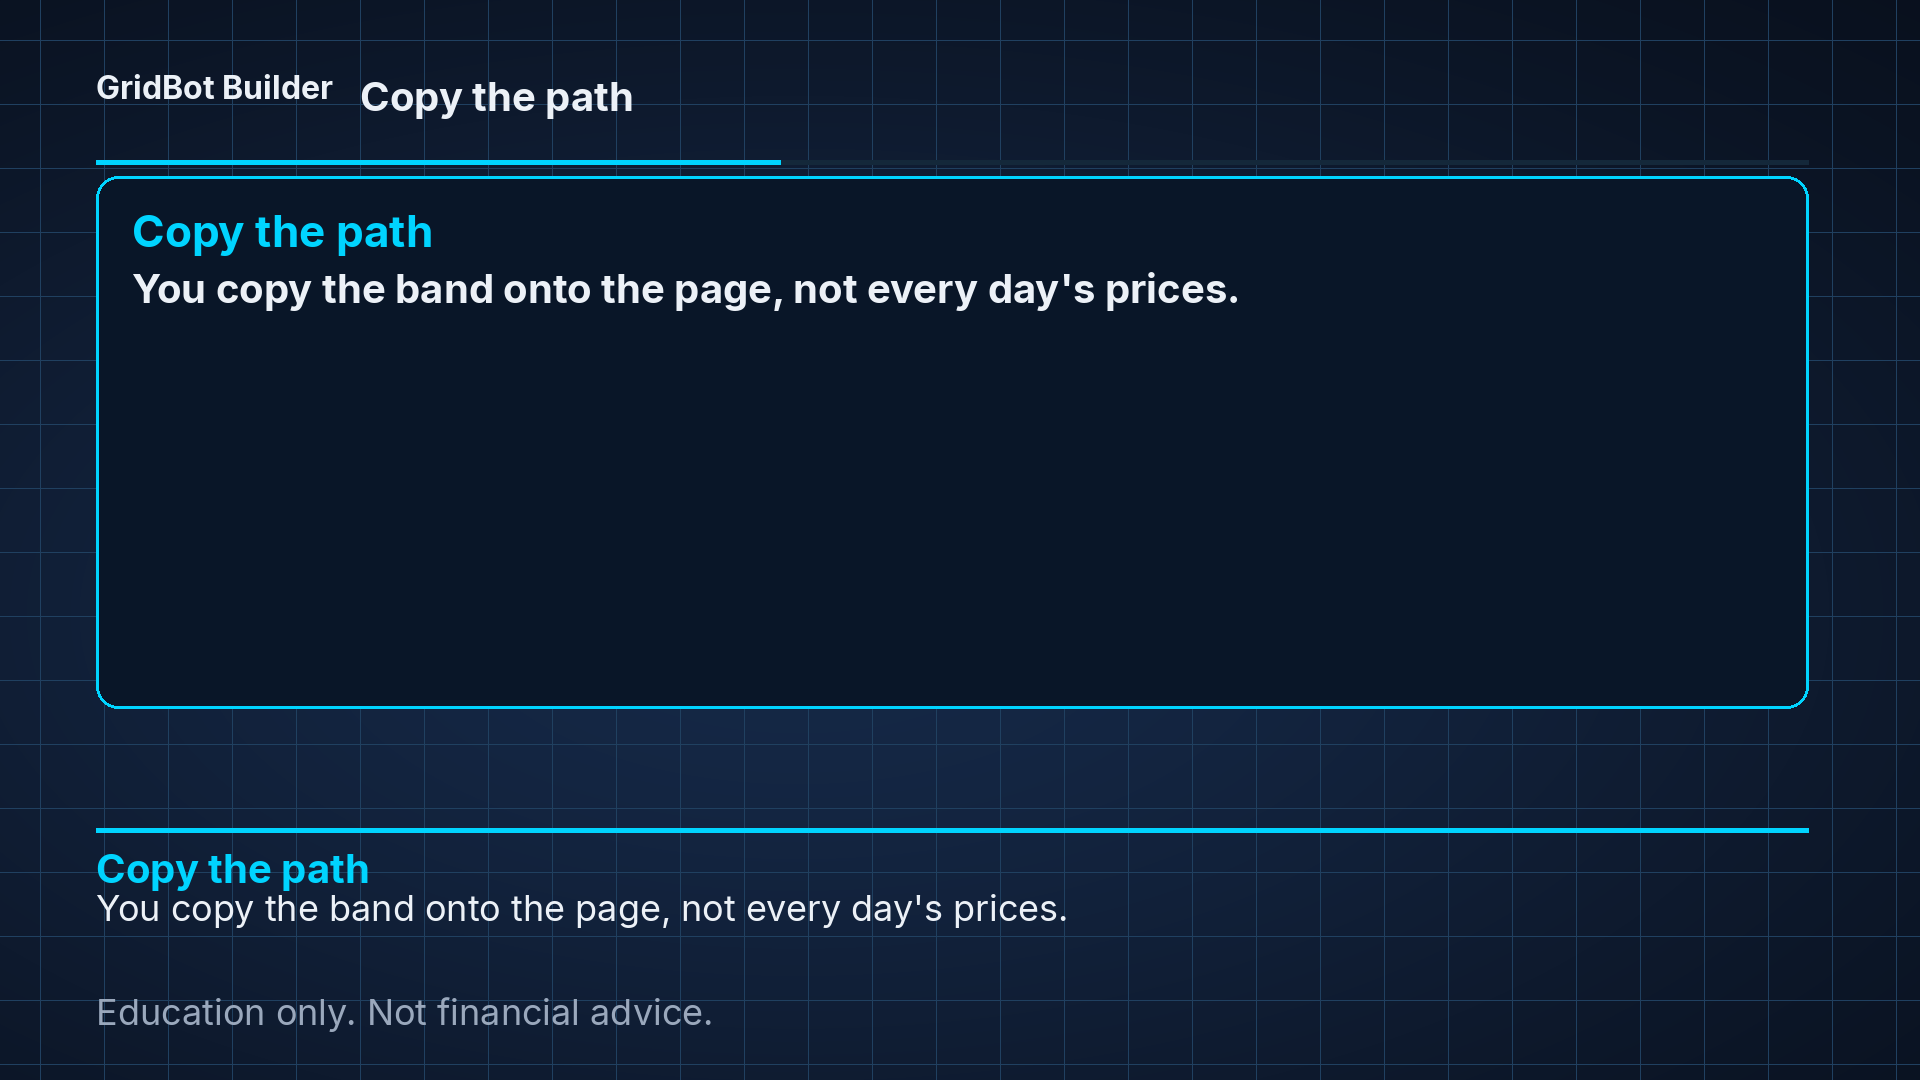 GridBot Builder
Copy the path
Copy the path
You copy the band onto the page, not every day's prices.
Copy the path
You copy the band onto the page, not every day's prices.
Education only. Not financial advice.